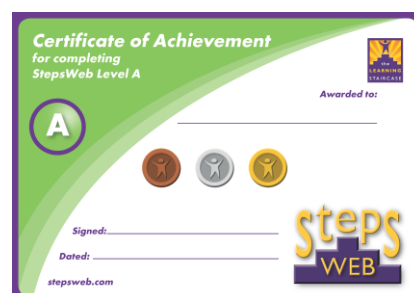 Certificate of Achievement
for completing
StepsWeb Level A
the
LEARNING
STAIRCASE
Awarded to:
A
Signed:
Dated:
stepsweb.com
steps
WEB